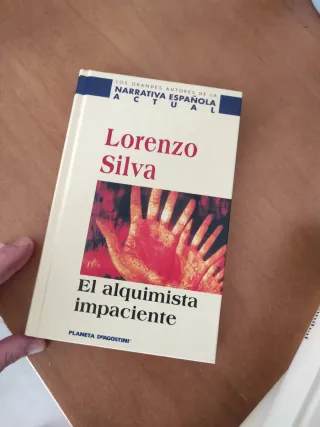 LOS GRANDES AUTORES DE LA
NARRATIVA ESPAÑOLA
ACTUAL
Lorenzo
Silva
El alquimista
impaciente
PLANETA DEAGOSTINI